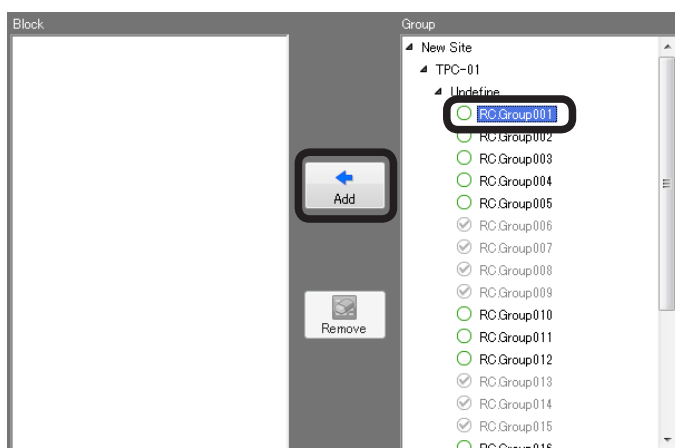 Block
Group
New Site
TPC-01
Undefine
RC.Group001
RC.Group002
RC.Group003
RC.Group004
Add
RC.Group005
RC.Group006
RC.Group007
RC.Group008
RC.Group009
RC.Group010
Remove
RC.Group011
RC.Group012
RC.Group013
RC.Group014
RC.Group015
RC.Group016